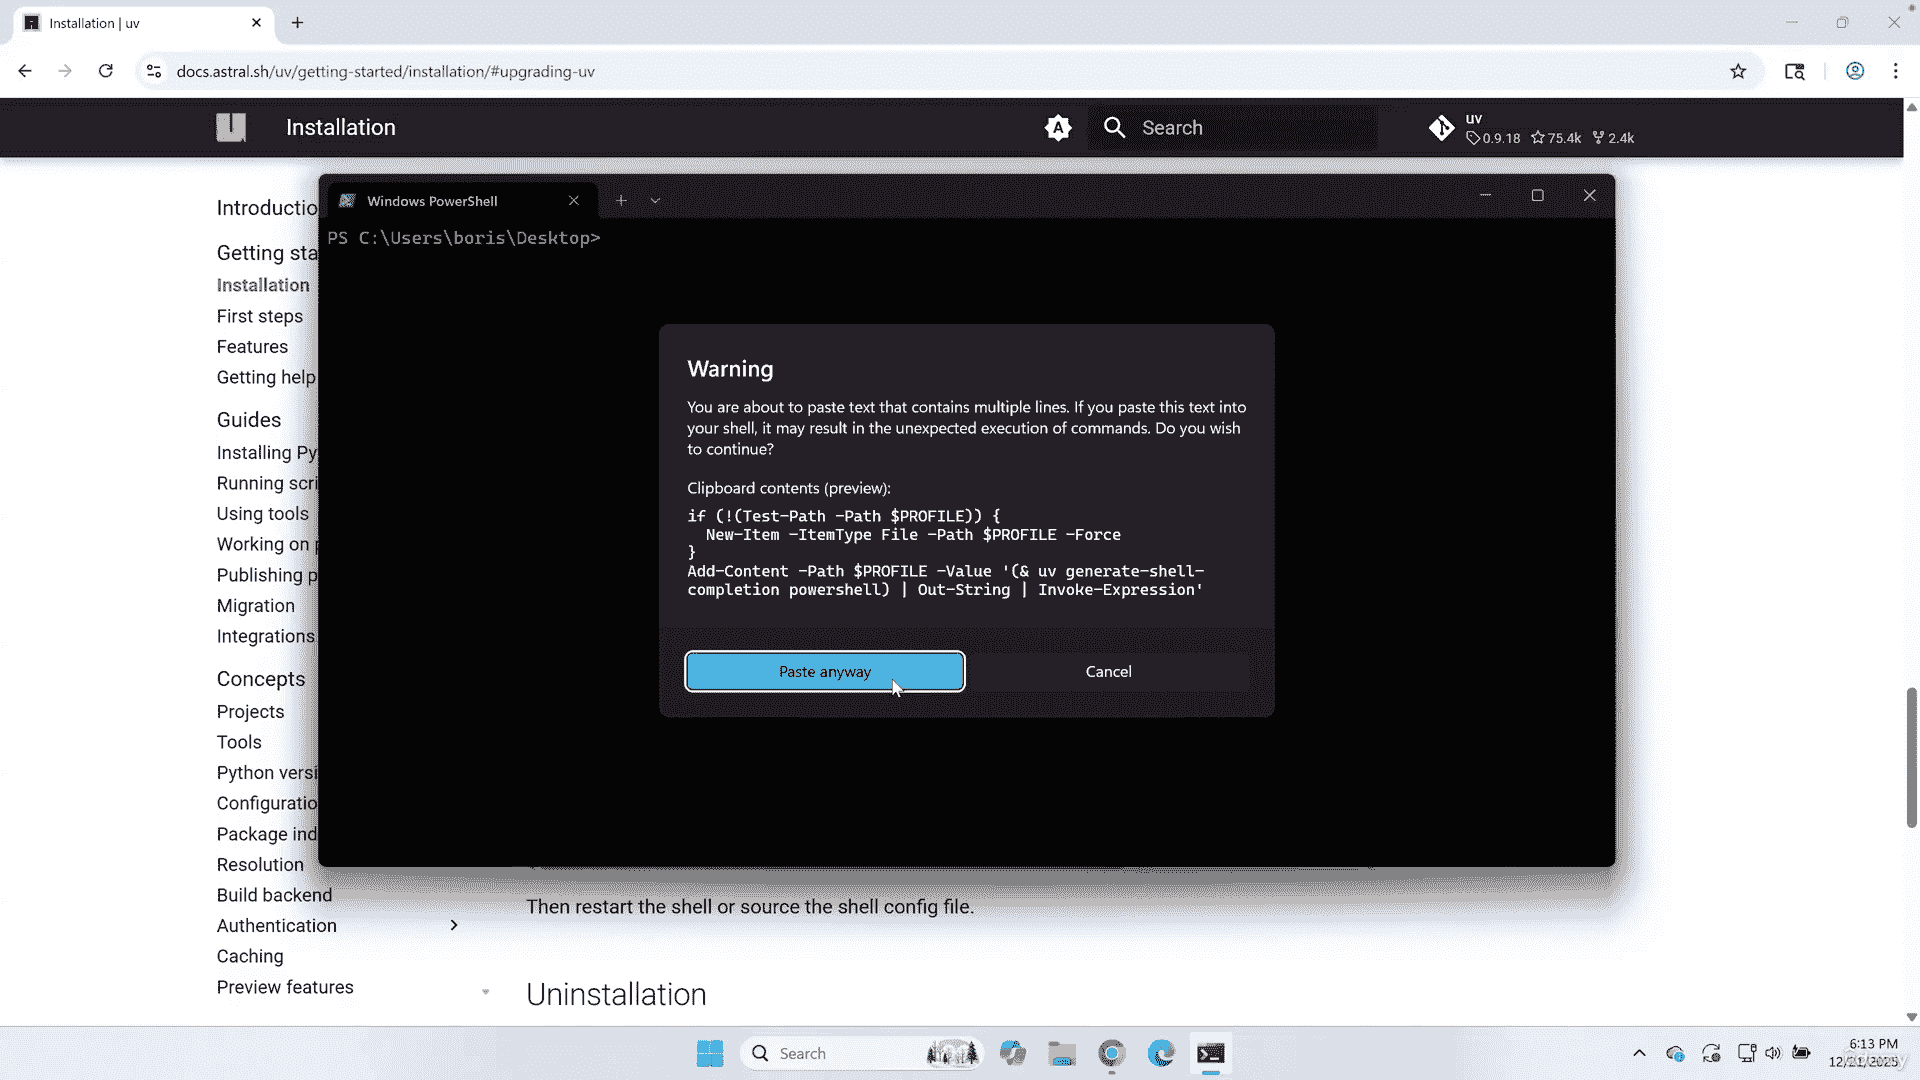 Installation | uv
docs.astral.sh/uv/getting-started/installation/#upgrading-uv
Installation
A
Search
uv
0.9.18 75.4k 2.4k
Introductio
Getting sta
Installation
First steps
Features
Getting help
Guides
Installing Py
Running scri
Using tools
Working on p
Publishing p
Migration
Integrations
Concepts
Projects
Tools
Python versi
Configuratio
Package ind
Resolution
Build backend
Authentication
Caching
Preview features
Windows PowerShell
PS C:\Users\boris\Desktop>
Warning
You are about to paste text that contains multiple lines. If you paste this text into
your shell, it may result in the unexpected execution of commands. Do you wish
to continue?
Clipboard contents (preview):
if (!(Test-Path -Path $PROFILE)) {
New-Item -ItemType File -Path $PROFILE -Force
}
Add-Content -Path $PROFILE -Value '(& uv generate-shell-
completion powershell) | Out-String | Invoke-Expression'
Paste anyway
Cancel
Then restart the shell or source the shell config file.
Uninstallation
Search
6:13 PM
12/21/2025